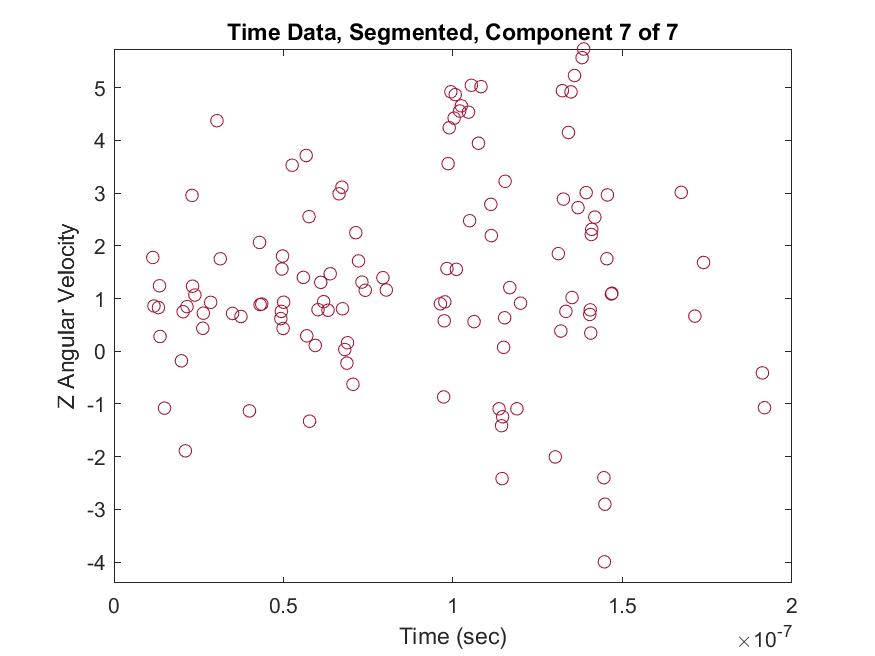 Time Data, Segmented, Component 7 of 7
5
4
3
2
1
0
-1
-2
-3
-4
Z Angular Velocity
0 0.5 1 1.5 2
Time (sec)
×10⁻⁷